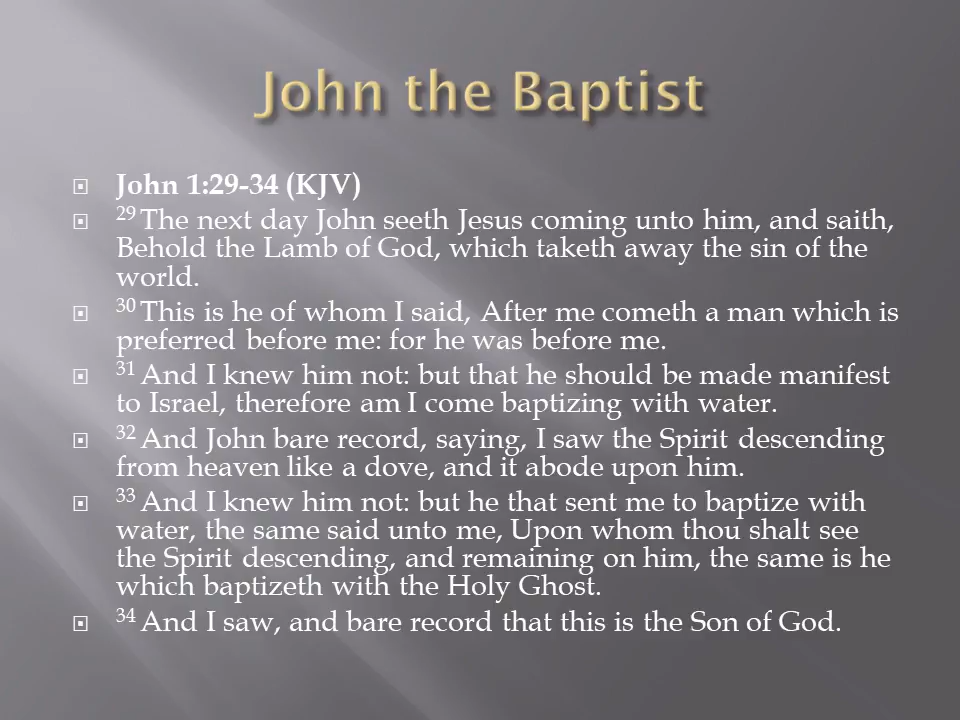 John the Baptist
John 1:29-34 (KJV)
29 The next day John seeth Jesus coming unto him, and saith,
Behold the Lamb of God, which taketh away the sin of the
world.
30 This is he of whom I said, After me cometh a man which is
preferred before me: for he was before me.
31 And I knew him not: but that he should be made manifest
to Israel, therefore am I come baptizing with water.
32 And John bare record, saying, I saw the Spirit descending
from heaven like a dove, and it abode upon him.
33 And I knew him not: but he that sent me to baptize with
water, the same said unto me, Upon whom thou shalt see
the Spirit descending, and remaining on him, the same is he
which baptizeth with the Holy Ghost.
34 And I saw, and bare record that this is the Son of God.